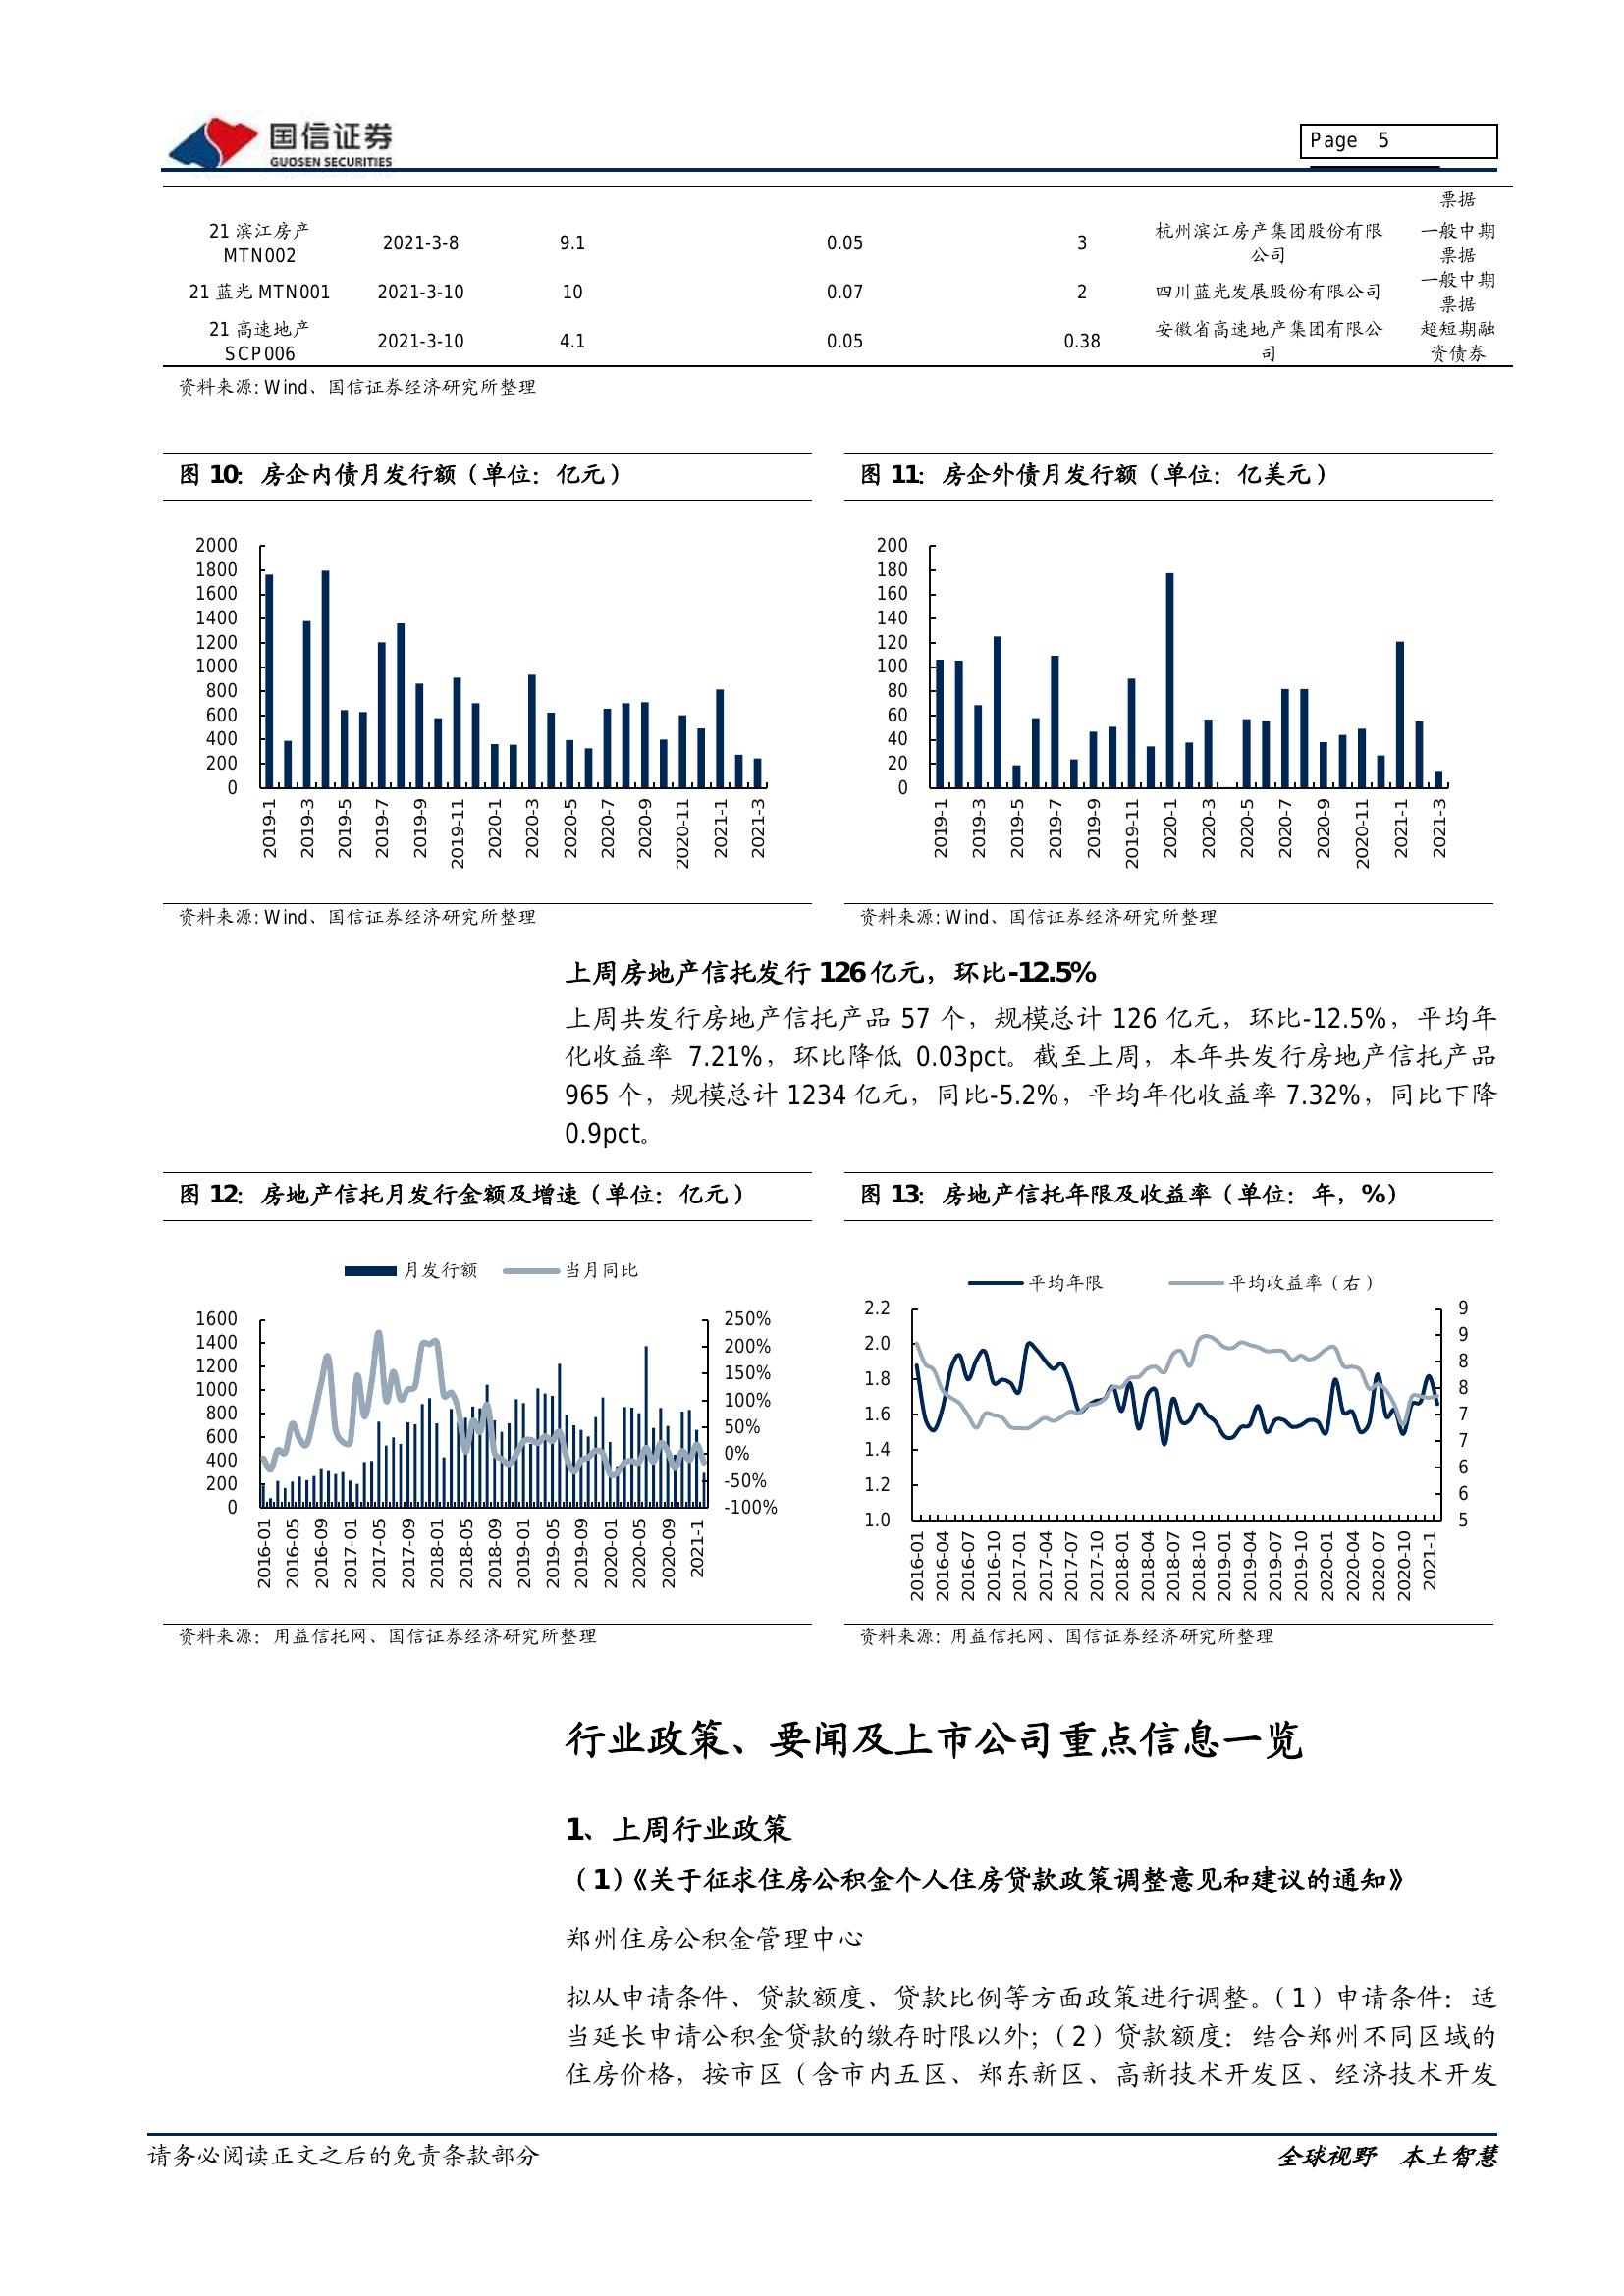 国信证券
GUOSEN SECURITIES
Page 5
票据
21 滨江房产 MTN002 2021-3-8 9.1 0.05 3 杭州滨江房产集团股份有限公司 一般中期票据
21 蓝光 MTN001 2021-3-10 10 0.07 2 四川蓝光发展股份有限公司 一般中期票据
21 高速地产 SCP006 2021-3-10 4.1 0.05 0.38 安徽省高速地产集团有限公司 超短期融资债券
资料来源: Wind、国信证券经济研究所整理
图 10：房企内债月发行额（单位：亿元）
2000
1800
1600
1400
1200
1000
800
600
400
200
0
2019-1 2019-3 2019-5 2019-7 2019-9 2019-11 2020-1 2020-3 2020-5 2020-7 2020-9 2020-11 2021-1 2021-3
资料来源: Wind、国信证券经济研究所整理
图 11：房企外债月发行额（单位：亿美元）
200
180
160
140
120
100
80
60
40
20
0
2019-1 2019-3 2019-5 2019-7 2019-9 2019-11 2020-1 2020-3 2020-5 2020-7 2020-9 2020-11 2021-1 2021-3
资料来源: Wind、国信证券经济研究所整理
上周房地产信托发行 126 亿元，环比-12.5%
上周共发行房地产信托产品 57 个，规模总计 126 亿元，环比-12.5%，平均年
化收益率 7.21%，环比降低 0.03pct。截至上周，本年共发行房地产信托产品
965 个，规模总计 1234 亿元，同比-5.2%，平均年化收益率 7.32%，同比下降
0.9pct。
图 12：房地产信托月发行金额及增速（单位：亿元）
月发行额 当月同比
1600
1400
1200
1000
800
600
400
200
0
250%
200%
150%
100%
50%
0%
-50%
-100%
2016-01 2016-05 2016-09 2017-01 2017-05 2017-09 2018-01 2018-05 2018-09 2019-01 2019-05 2019-09 2020-01 2020-05 2020-09 2021-1
资料来源：用益信托网、国信证券经济研究所整理
图 13：房地产信托年限及收益率（单位：年，%）
平均年限 平均收益率（右）
2.2
2.0
1.8
1.6
1.4
1.2
1.0
9
9
8
8
7
7
6
6
5
2016-01 2016-04 2016-07 2016-10 2017-01 2017-04 2017-07 2017-10 2018-01 2018-04 2018-07 2018-10 2019-01 2019-04 2019-07 2019-10 2020-01 2020-04 2020-07 2020-10 2021-1
资料来源：用益信托网、国信证券经济研究所整理
行业政策、要闻及上市公司重点信息一览
1、上周行业政策
（1）《关于征求住房公积金个人住房贷款政策调整意见和建议的通知》
郑州住房公积金管理中心
拟从申请条件、贷款额度、贷款比例等方面政策进行调整。（1）申请条件：适
当延长申请公积金贷款的缴存时限以外；（2）贷款额度：结合郑州不同区域的
住房价格，按市区（含市内五区、郑东新区、高新技术开发区、经济技术开发
请务必阅读正文之后的免责条款部分
全球视野 本土智慧